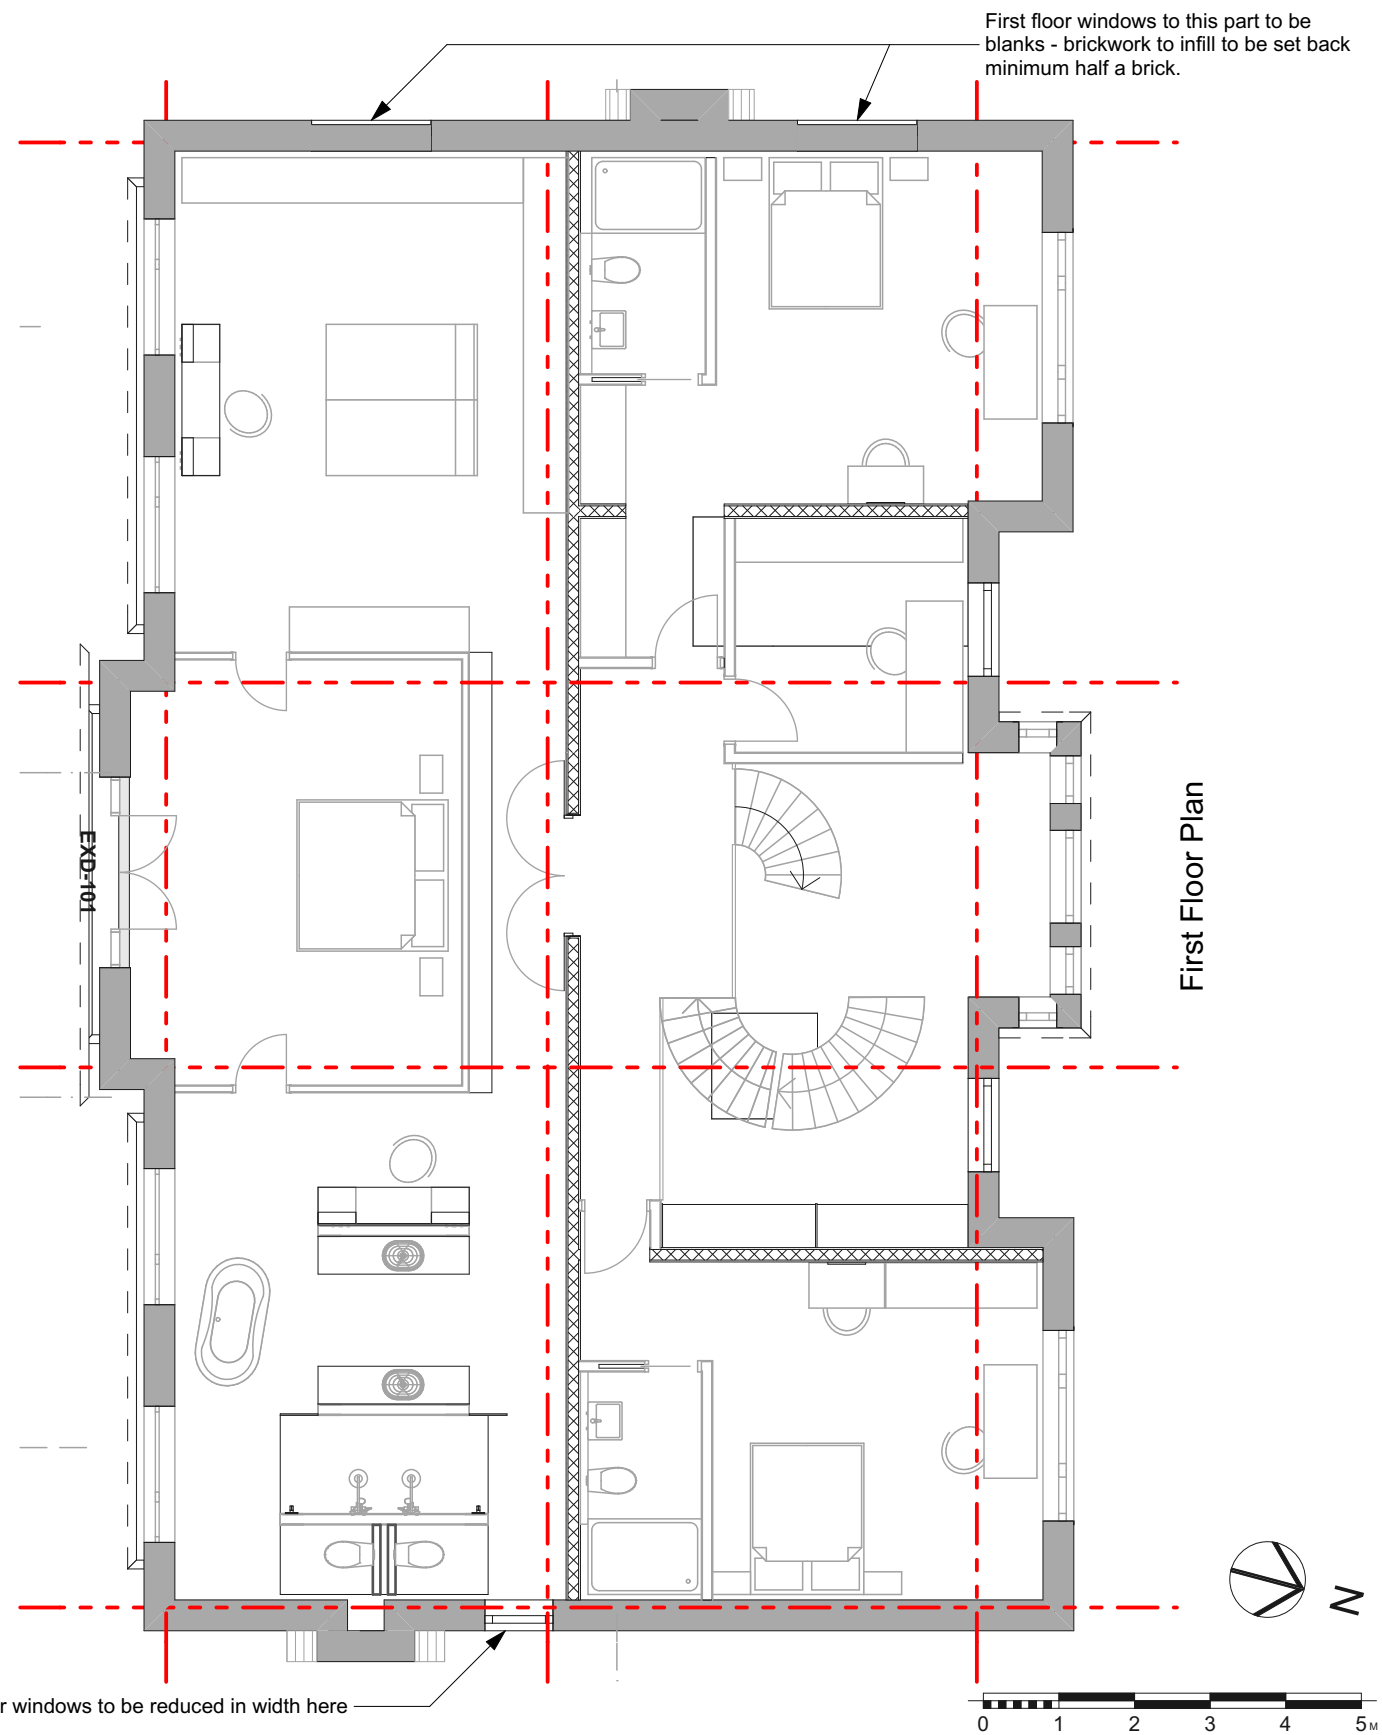 First floor windows to this part to be
blanks - brickwork to infill to be set back
minimum half a brick.
EXD-101
First Floor Plan
N
r windows to be reduced in width here
0 1 2 3 4 5M